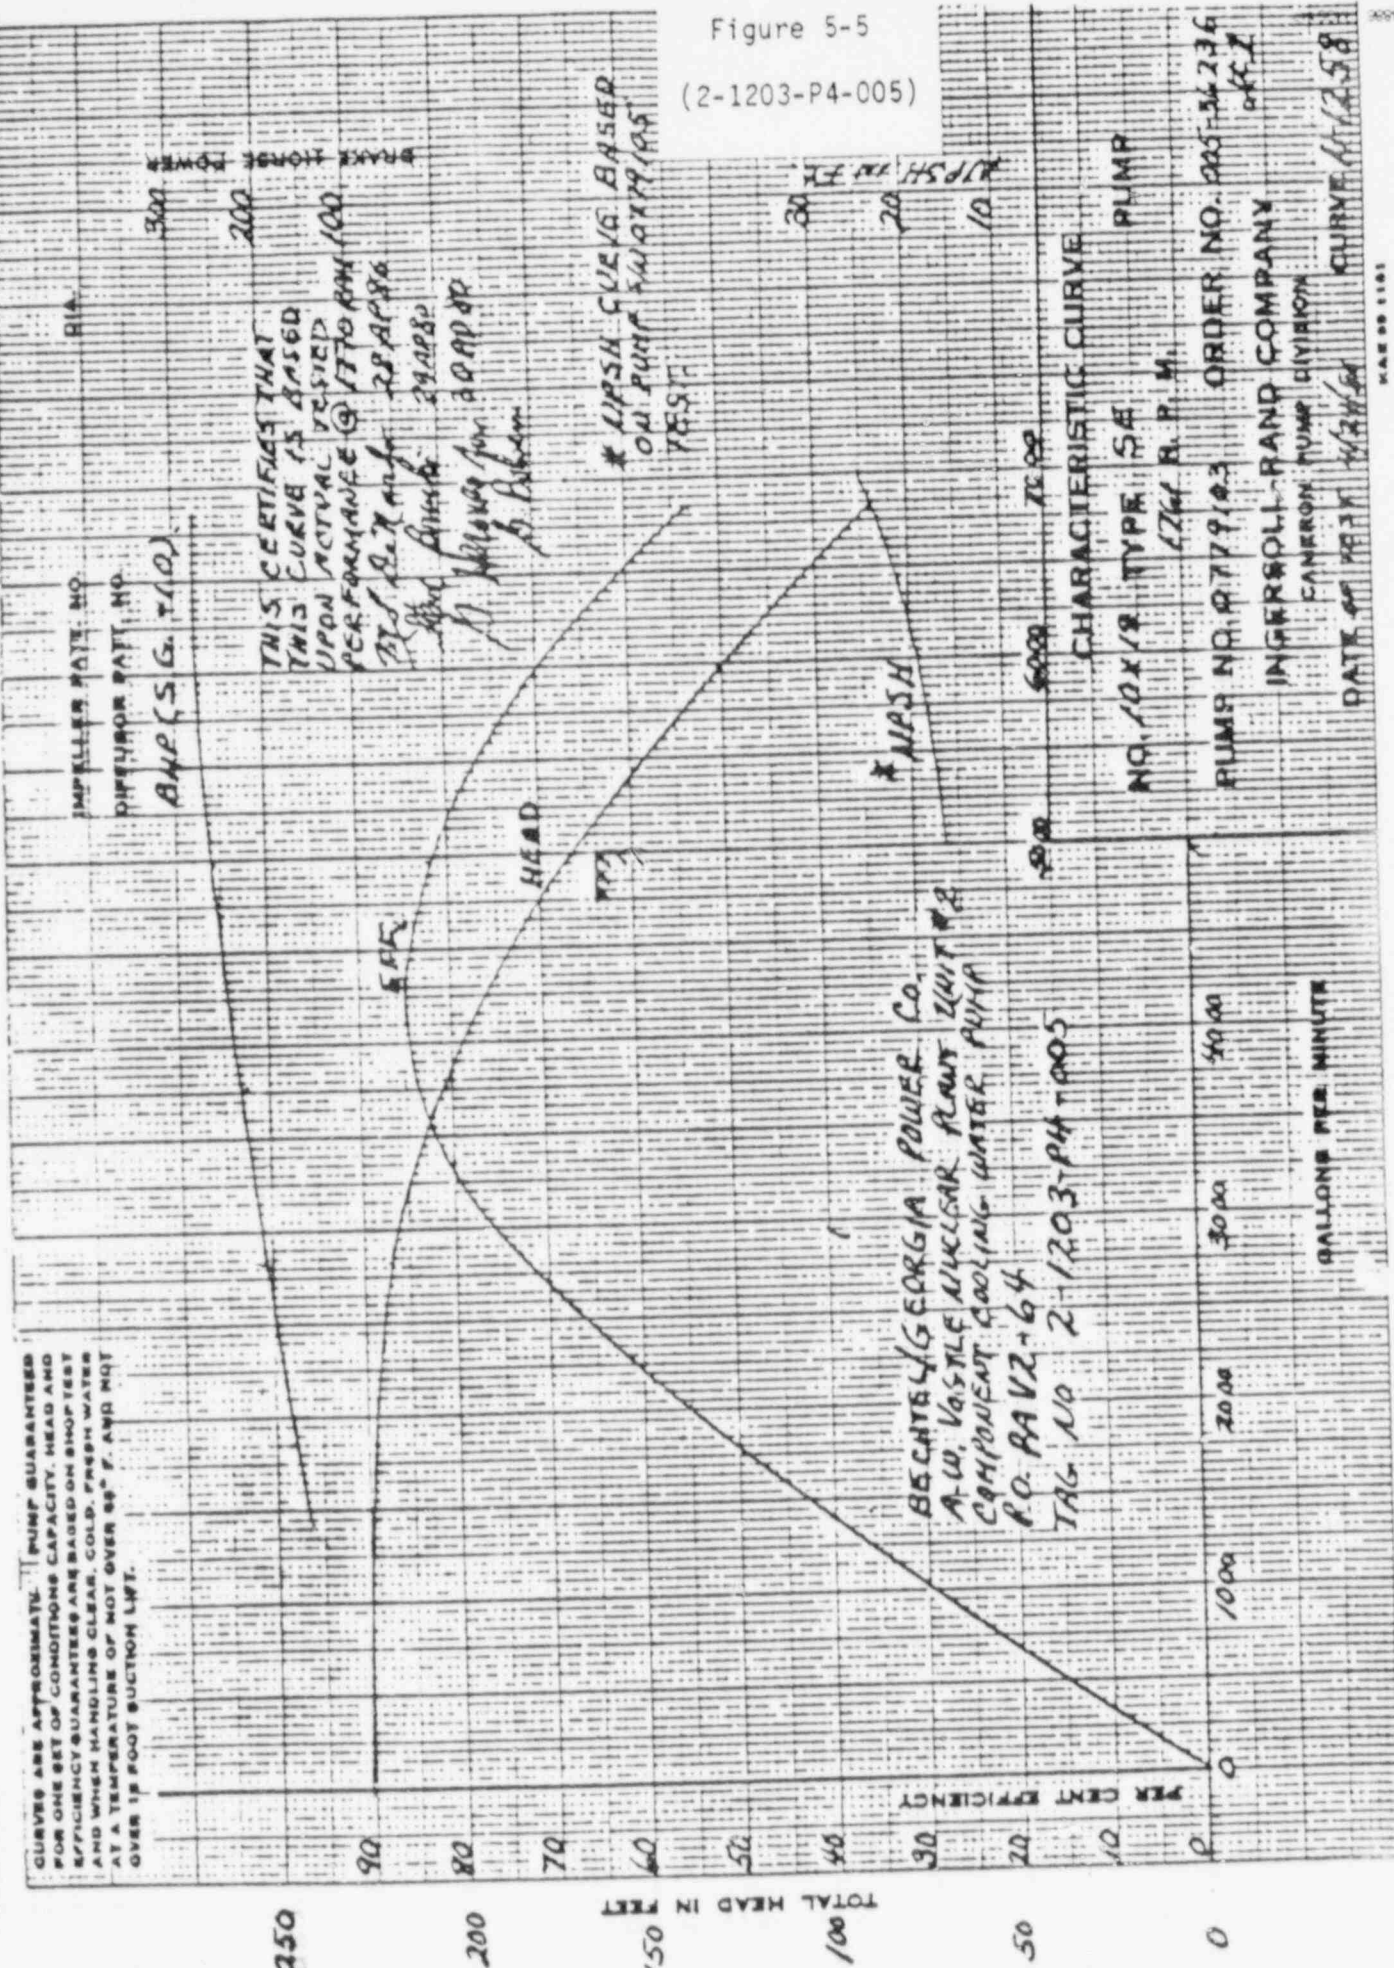 Figure 5-5
(2-1203-P4-005)
CURVES ARE APPROXIMATE. PUMP GUARANTEED
FOR ONE SET OF CONDITIONS CAPACITY, HEAD AND
EFFICIENCY GUARANTEES ARE BASED ON SHOP TEST
AND WHEN HANDLING CLEAR, COLD, FRESH WATER
AT A TEMPERATURE OF NOT OVER 85° F. AND NOT
OVER 15 FOOT SUCTION LIFT.
IMPELLER PATT. NO.
DIA.
DIFFUSOR PATT. NO.
BHP (S.G. = 1.0)
THIS CERTIFIES THAT
THIS CURVE IS BASED
UPON ACTUAL TESTED
PERFORMANCE @ 1770 RPM
BRAKE HORSE POWER
300
200
100
* NPSH CURVE BASED
ON PUMP
TEST.
NPSH IN FT
30
20
10
EFF
HEAD
* NPSH
TOTAL HEAD IN FEET
250
200
150
100
50
0
PER CENT EFFICIENCY
90
80
70
60
50
40
30
20
10
0
BECHTEL/GEORGIA POWER CO.
A.W. VOGTLE NUCLEAR PLANT UNIT #2
COMPONENT COOLING WATER PUMP
P.O. PAV2-64
TAG NO 2-1203-P4-005
0
1000
2000
3000
4000
5000
6000
7000
GALLONS PER MINUTE
CHARACTERISTIC CURVE
NO. 10X18 TYPE SE PUMP
R. P. M.
PUMP NO. 0779103 ORDER NO. 005-36236
INGERSOLL-RAND COMPANY
CAMERON PUMP DIVISION
DATE OF TEST CURVE